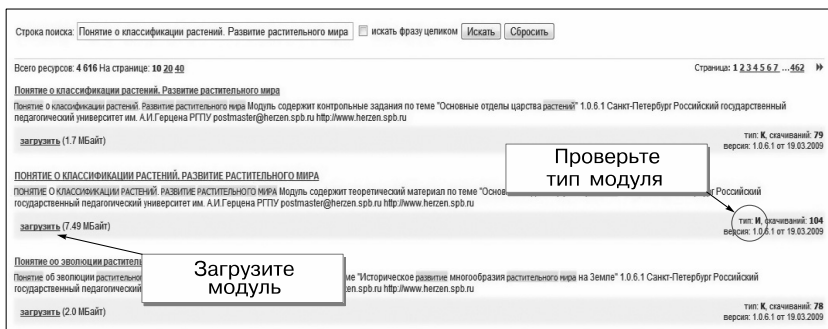 Строка поиска: Понятие о классификации растений. Развитие растительного мира искать фразу целиком Искать Сбросить
Всего ресурсов: 4 616 На странице: 10 20 40 Страница: 1 2 3 4 5 6 7 ...462
Понятие о классификации растений. Развитие растительного мира
Понятие о классификации растений. Развитие растительного мира Модуль содержит контрольные задания по теме "Основные отделы царства растений" 1.0.6.1 Санкт-Петербург Российский государственный
педагогический университет им. А.И.Герцена РГПУ postmaster@herzen.spb.ru http://www.herzen.spb.ru
загрузить (1.7 МБайт) тип: К, скачиваний: 79
версия: 1.0.6.1 от 19.03.2009
Проверьте
тип модуля
ПОНЯТИЕ О КЛАССИФИКАЦИИ РАСТЕНИЙ. РАЗВИТИЕ РАСТИТЕЛЬНОГО МИРА
ПОНЯТИЕ О КЛАССИФИКАЦИИ РАСТЕНИЙ. РАЗВИТИЕ РАСТИТЕЛЬНОГО МИРА Модуль содержит теоретический материал по теме Российский
государственный педагогический университет им. А.И.Герцена РГПУ postmaster@herzen.spb.ru http://www.herzen.spb.ru
загрузить (7.49 МБайт) тип: И, скачиваний: 104
версия: 1.0.6.1 от 19.03.2009
Загрузите
модуль
Понятие оо эволюции
Понятие об эволюции "Историческое развитие многообразия растительного мира на Земле" 1.0.6.1 Санкт-Петербург Российский
государственный педагогический http://www.herzen.spb.ru
загрузить (2.0 МБайт) тип: К, скачиваний: 78
версия: 1.0.6.1 от 19.03.2009